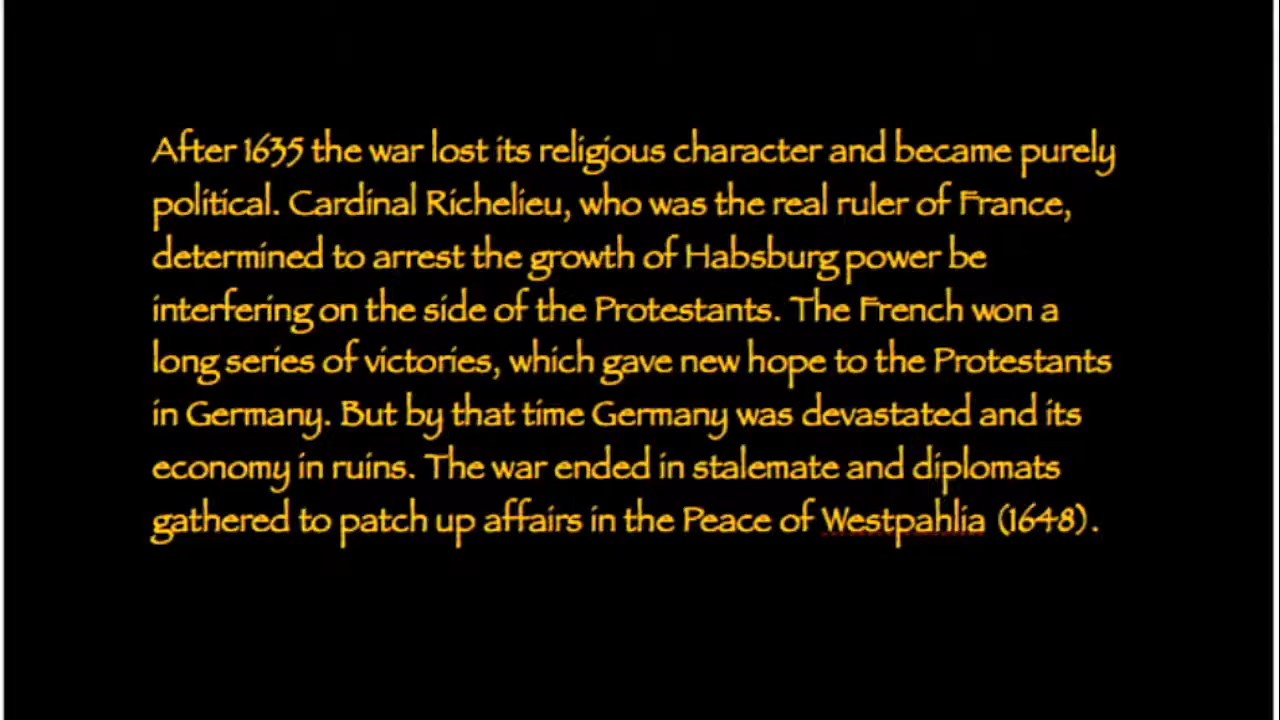 After 1635 the war lost its religious character and became purely
political. Cardinal Richelieu, who was the real ruler of France,
determined to arrest the growth of Habsburg power be
interfering on the side of the Protestants. The French won a
long series of victories, which gave new hope to the Protestants
in Germany. But by that time Germany was devastated and its
economy in ruins. The war ended in stalemate and diplomats
gathered to patch up affairs in the Peace of Westpahlia (1648).